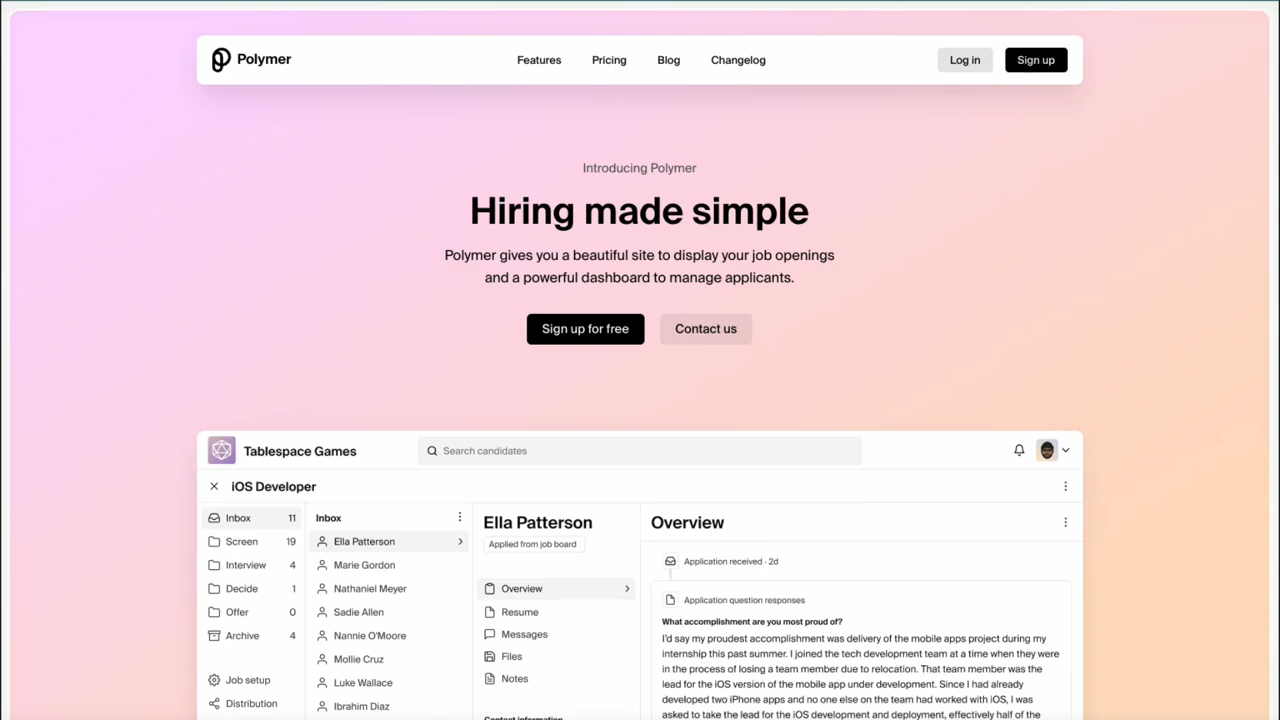 Polymer
Features
Pricing
Blog
Changelog
Log in
Sign up
Introducing Polymer
Hiring made simple
Polymer gives you a beautiful site to display your job openings
and a powerful dashboard to manage applicants.
Sign up for free
Contact us
Tablespace Games
Search candidates
iOS Developer
Inbox 11
Screen 19
Interview 4
Decide 1
Offer 0
Archive 4
Job setup
Distribution
Inbox
Ella Patterson
Marie Gordon
Nathaniel Meyer
Sadie Allen
Nannie O'Moore
Mollie Cruz
Luke Wallace
Ibrahim Diaz
Ella Patterson
Applied from job board
Overview
Resume
Messages
Files
Notes
Contact information
Overview
Application received · 2d
Application question responses
What accomplishment are you most proud of?
I'd say my proudest accomplishment was delivery of the mobile apps project during my
internship this past summer. I joined the tech development team at a time when they were
in the process of losing a team member due to relocation. That team member was the
lead for the iOS version of the mobile app under development. Since I had already
developed two iPhone apps and no one else on the team had worked with iOS, I was
asked to take the lead for the iOS development and deployment, effectively half of the